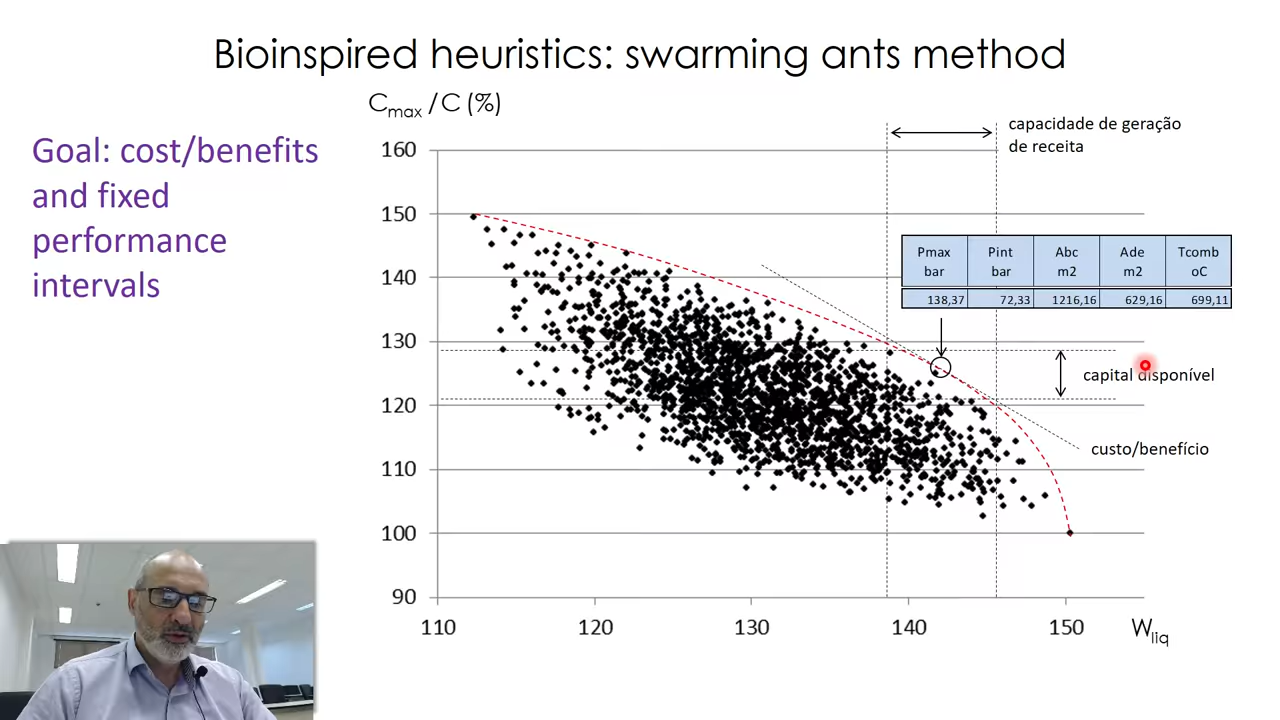 Bioinspired heuristics: swarming ants method
Goal: cost/benefits
and fixed
performance
intervals
Cmax /C (%)
160
150
140
130
120
110
100
90
110
120
130
140
150
Wliq
capacidade de geração
de receita
Pmax Pint Abc Ade Tcomb
bar bar m2 m2 oC
138,37 72,33 1216,16 629,16 699,11
capital disponível
custo/benefício